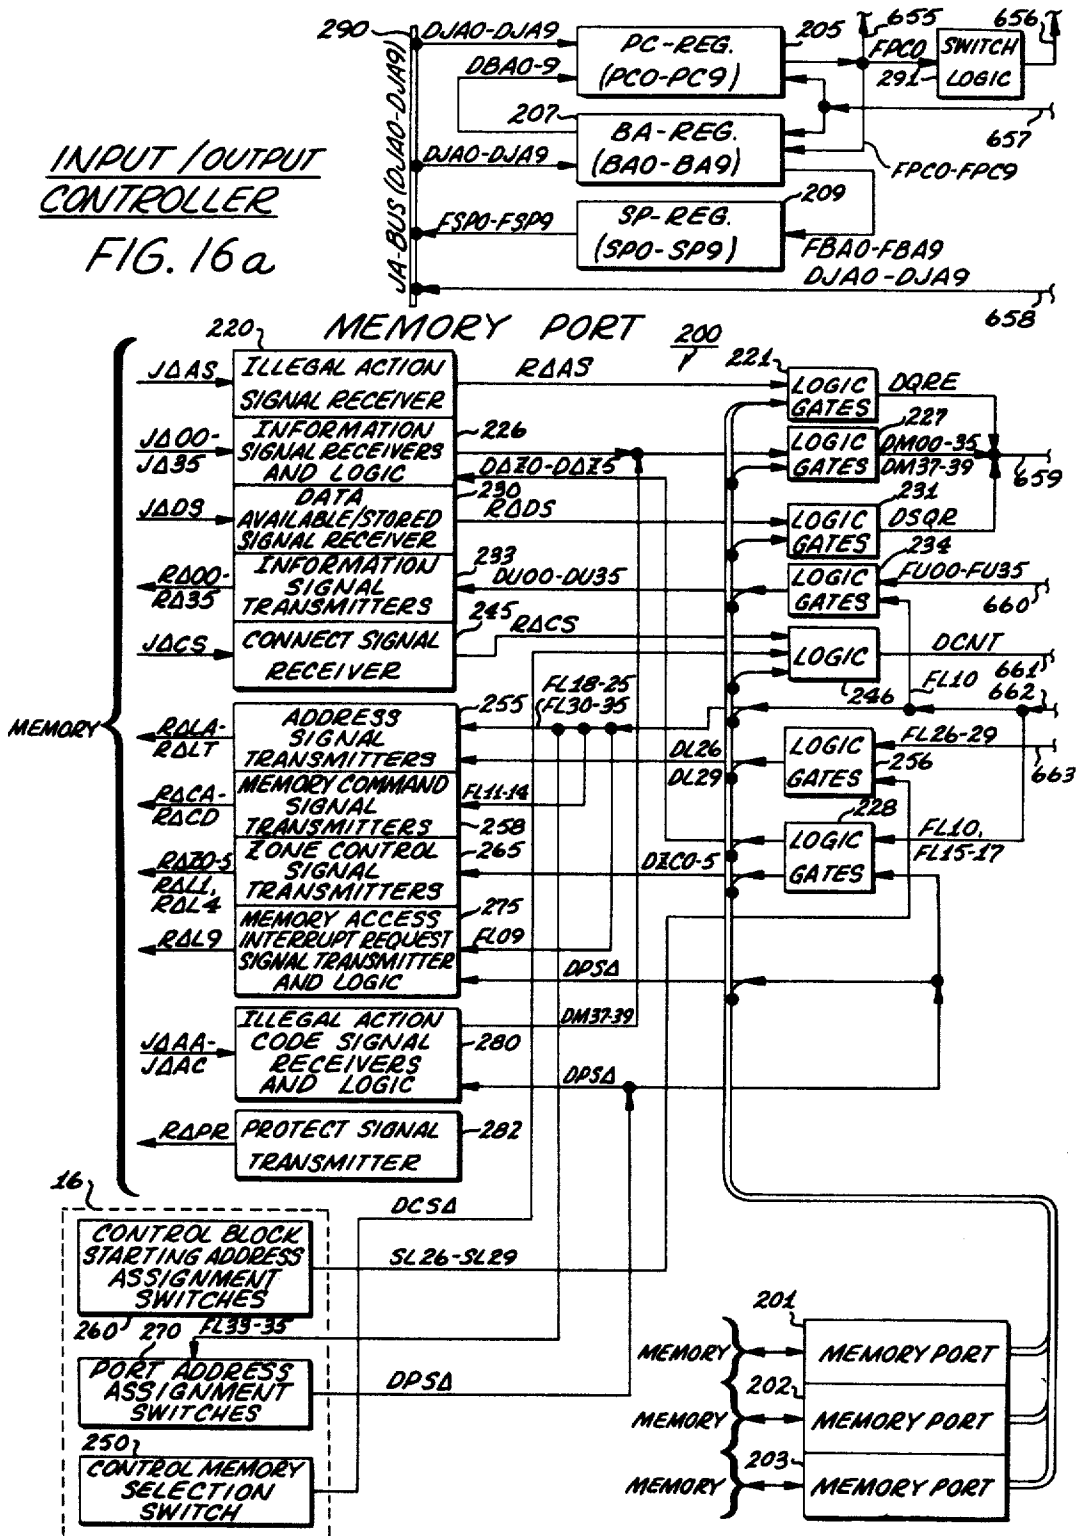 INPUT/OUTPUT
CONTROLLER
FIG. 16a
290
JA-BUS (DJA0-DJA9)
DJA0-DJA9
DBA0-9
PC-REG.
(PC0-PC9)
205
655
FPC0
SWITCH
LOGIC
291
656
207
BA-REG.
(BA0-BA9)
657
DJA0-DJA9
FPC0-FPC9
209
SP-REG.
(SP0-SP9)
FSP0-FSP9
FBA0-FBA9
DJA0-DJA9
658
MEMORY PORT
200
MEMORY
220
JΔAS
ILLEGAL ACTION
SIGNAL RECEIVER
RΔAS
221
LOGIC
GATES
DQRE
JΔ00-
JΔ35
INFORMATION
SIGNAL RECEIVERS
AND LOGIC
226
DΔZ0-DΔZ5
227
LOGIC
GATES
DM00-35
DM37-39
659
JΔDS
DATA
AVAILABLE/STORED
SIGNAL RECEIVER
230
RΔDS
231
LOGIC
GATES
DSQR
RΔ00-
RΔ35
INFORMATION
SIGNAL
TRANSMITTERS
233
DU00-DU35
234
LOGIC
GATES
FU00-FU35
660
JΔCS
CONNECT SIGNAL
RECEIVER
245
RΔCS
LOGIC
246
DCNT
661
FL10
662
RΔLA-
RΔLT
ADDRESS
SIGNAL
TRANSMITTERS
255
FL18-25
FL30-35
DL26
DL29
LOGIC
GATES
256
FL26-29
663
RΔCA-
RΔCD
MEMORY COMMAND
SIGNAL
TRANSMITTERS
258
FL11-14
228
LOGIC
GATES
FL10,
FL15-17
RΔZ0-5
RΔL1,
RΔL4
ZONE CONTROL
SIGNAL
TRANSMITTERS
265
DZC0-5
RΔL9
MEMORY ACCESS
INTERRUPT REQUEST
SIGNAL TRANSMITTER
AND LOGIC
275
FL09
DPSΔ
JΔAA-
JΔAC
ILLEGAL ACTION
CODE SIGNAL
RECEIVERS
AND LOGIC
280
DM37-39
DPSΔ
RΔPR
PROTECT SIGNAL
TRANSMITTER
282
16
CONTROL BLOCK
STARTING ADDRESS
ASSIGNMENT
SWITCHES
260
DCSΔ
SL26-SL29
270
FL33-35
PORT ADDRESS
ASSIGNMENT
SWITCHES
DPSΔ
250
CONTROL MEMORY
SELECTION
SWITCH
201
MEMORY
MEMORY PORT
202
MEMORY
MEMORY PORT
203
MEMORY
MEMORY PORT